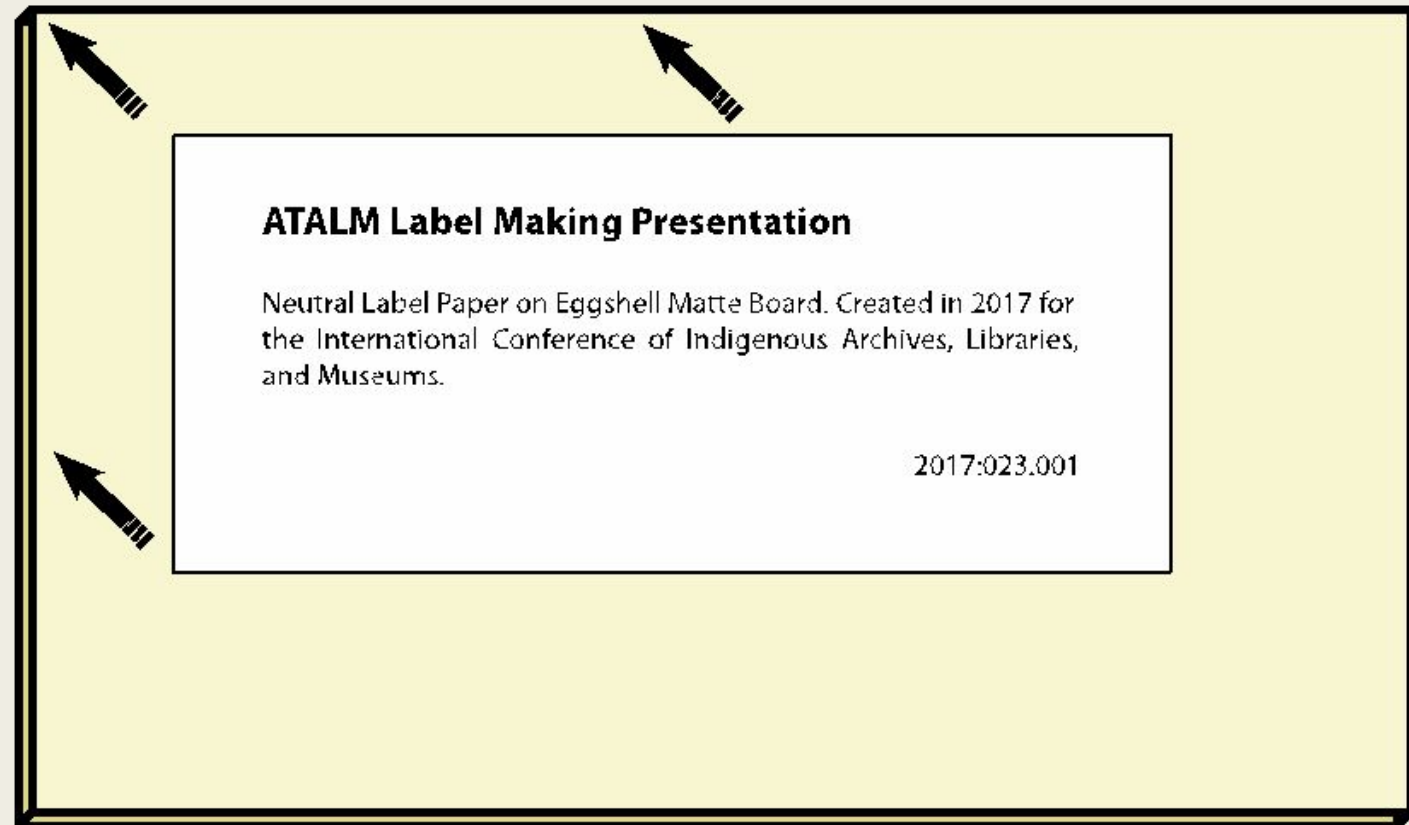 ATALM Label Making Presentation
Neutral Label Paper on Eggshell Matte Board. Created in 2017 for
the International Conference of Indigenous Archives, Libraries,
and Museums.
2017:023.001